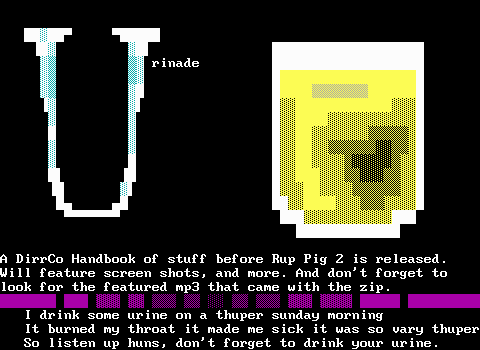 rinade
A DirrCo Handbook of stuff before Rup Pig 2 is released.
Will feature screen shots, and more. And don't forget to
look for the featured mp3 that came with the zip.
I drink some urine on a thuper sunday morning
It burned my throat it made me sick it was so vary thuper
So listen up huns, don't forget to drink your urine.